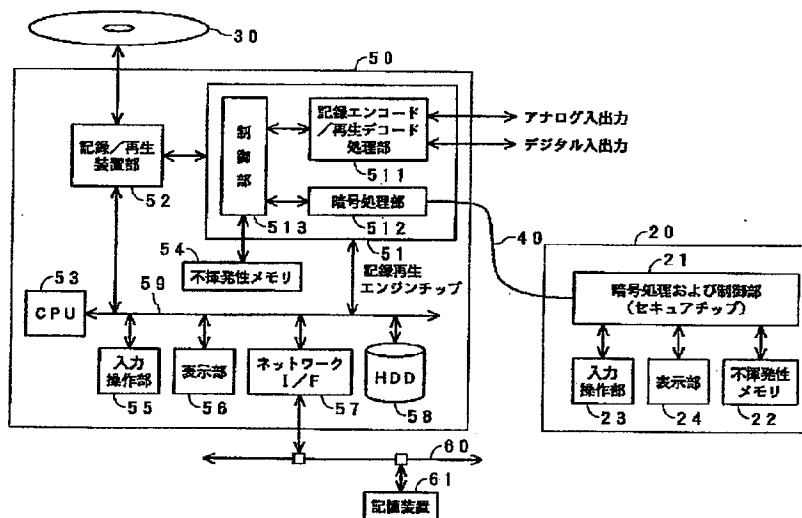 30
50
制
御
部
513
記録エンコード
/再生デコード
処理部
511
アナログ入出力
デジタル入出力
記録/再生
装置部
52
暗号処理部
512
51
記録再生
エンジンチップ
54
不揮発性メモリ
40
20
21
暗号処理および制御部
(セキュアチップ)
53
CPU
59
入力
操作部
55
表示部
56
ネットワーク
I/F
57
HDD
58
入力
操作部
23
表示部
24
不揮発性
メモリ
22
60
61
記憶装置